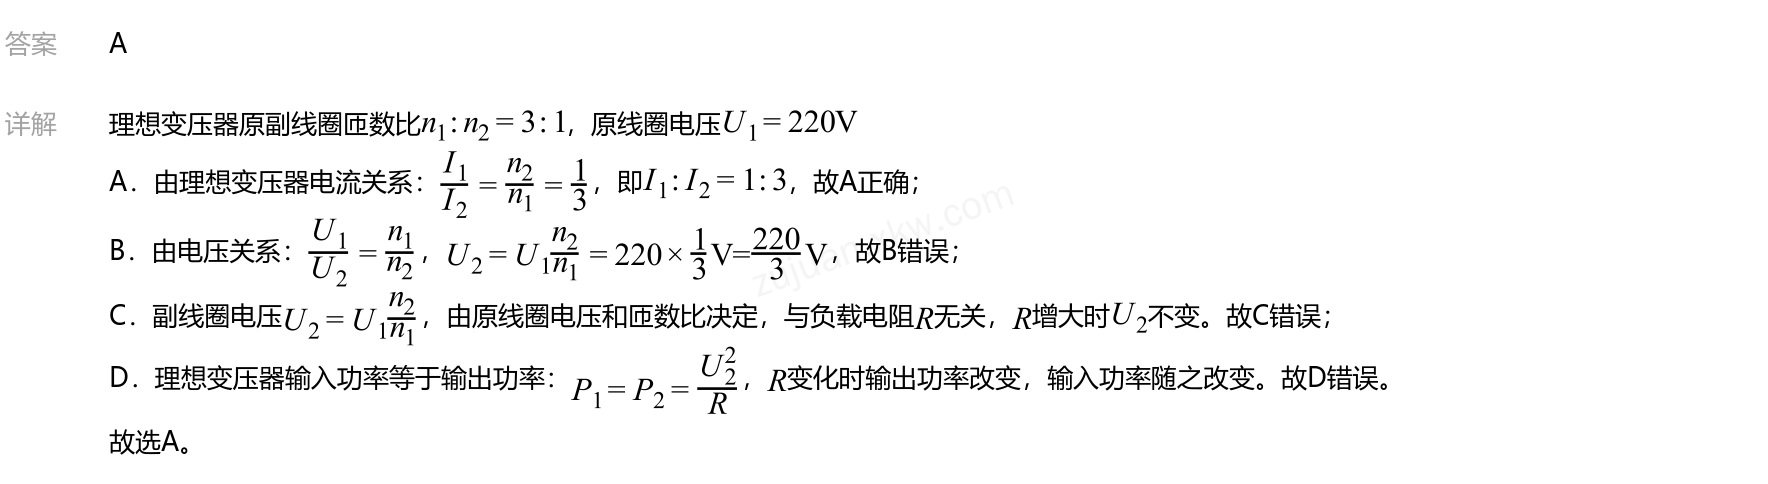 答案 A
详解 理想变压器原副线圈匝数比n₁:n₂=3:1，原线圈电压U₁=220V
A．由理想变压器电流关系：I₁/I₂=n₂/n₁=1/3，即I₁:I₂=1:3，故A正确；
B．由电压关系：U₁/U₂=n₁/n₂，U₂=U₁n₂/n₁=220×1/3V=220/3V，故B错误；
C．副线圈电压U₂=U₁n₂/n₁，由原线圈电压和匝数比决定，与负载电阻R无关，R增大时U₂不变。故C错误；
D．理想变压器输入功率等于输出功率：P₁=P₂=U₂²/R，R变化时输出功率改变，输入功率随之改变。故D错误。
故选A。